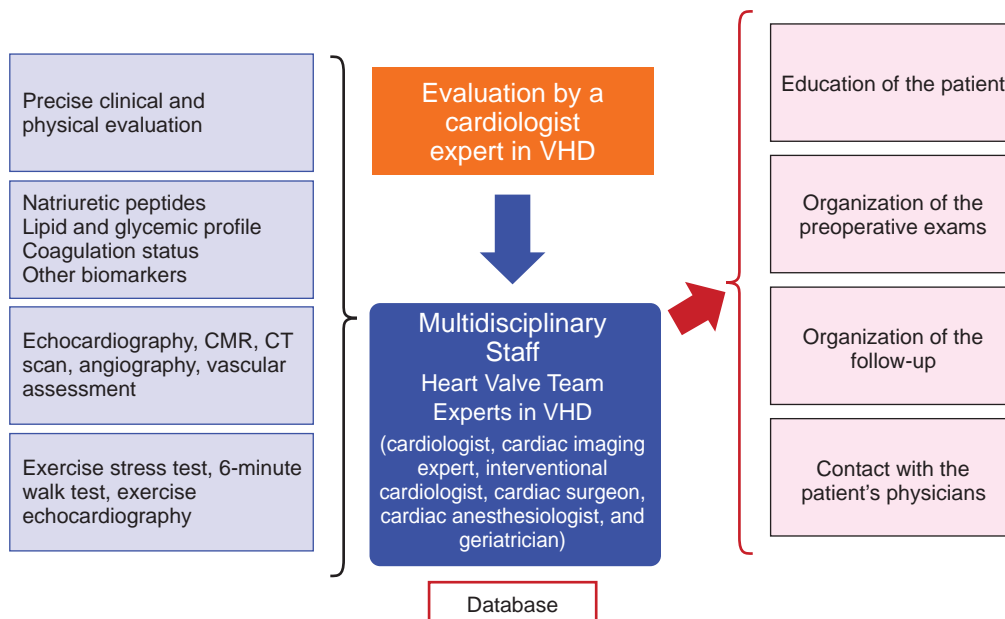 Precise clinical and
physical evaluation
Natriuretic peptides
Lipid and glycemic profile
Coagulation status
Other biomarkers
Echocardiography, CMR, CT
scan, angiography, vascular
assessment
Exercise stress test, 6-minute
walk test, exercise
echocardiography
Evaluation by a
cardiologist
expert in VHD
Multidisciplinary
Staff
Heart Valve Team
Experts in VHD
(cardiologist, cardiac imaging
expert, interventional
cardiologist, cardiac surgeon,
cardiac anesthesiologist, and
geriatrician)
Database
Education of the patient
Organization of the
preoperative exams
Organization of the
follow-up
Contact with the
patient's physicians